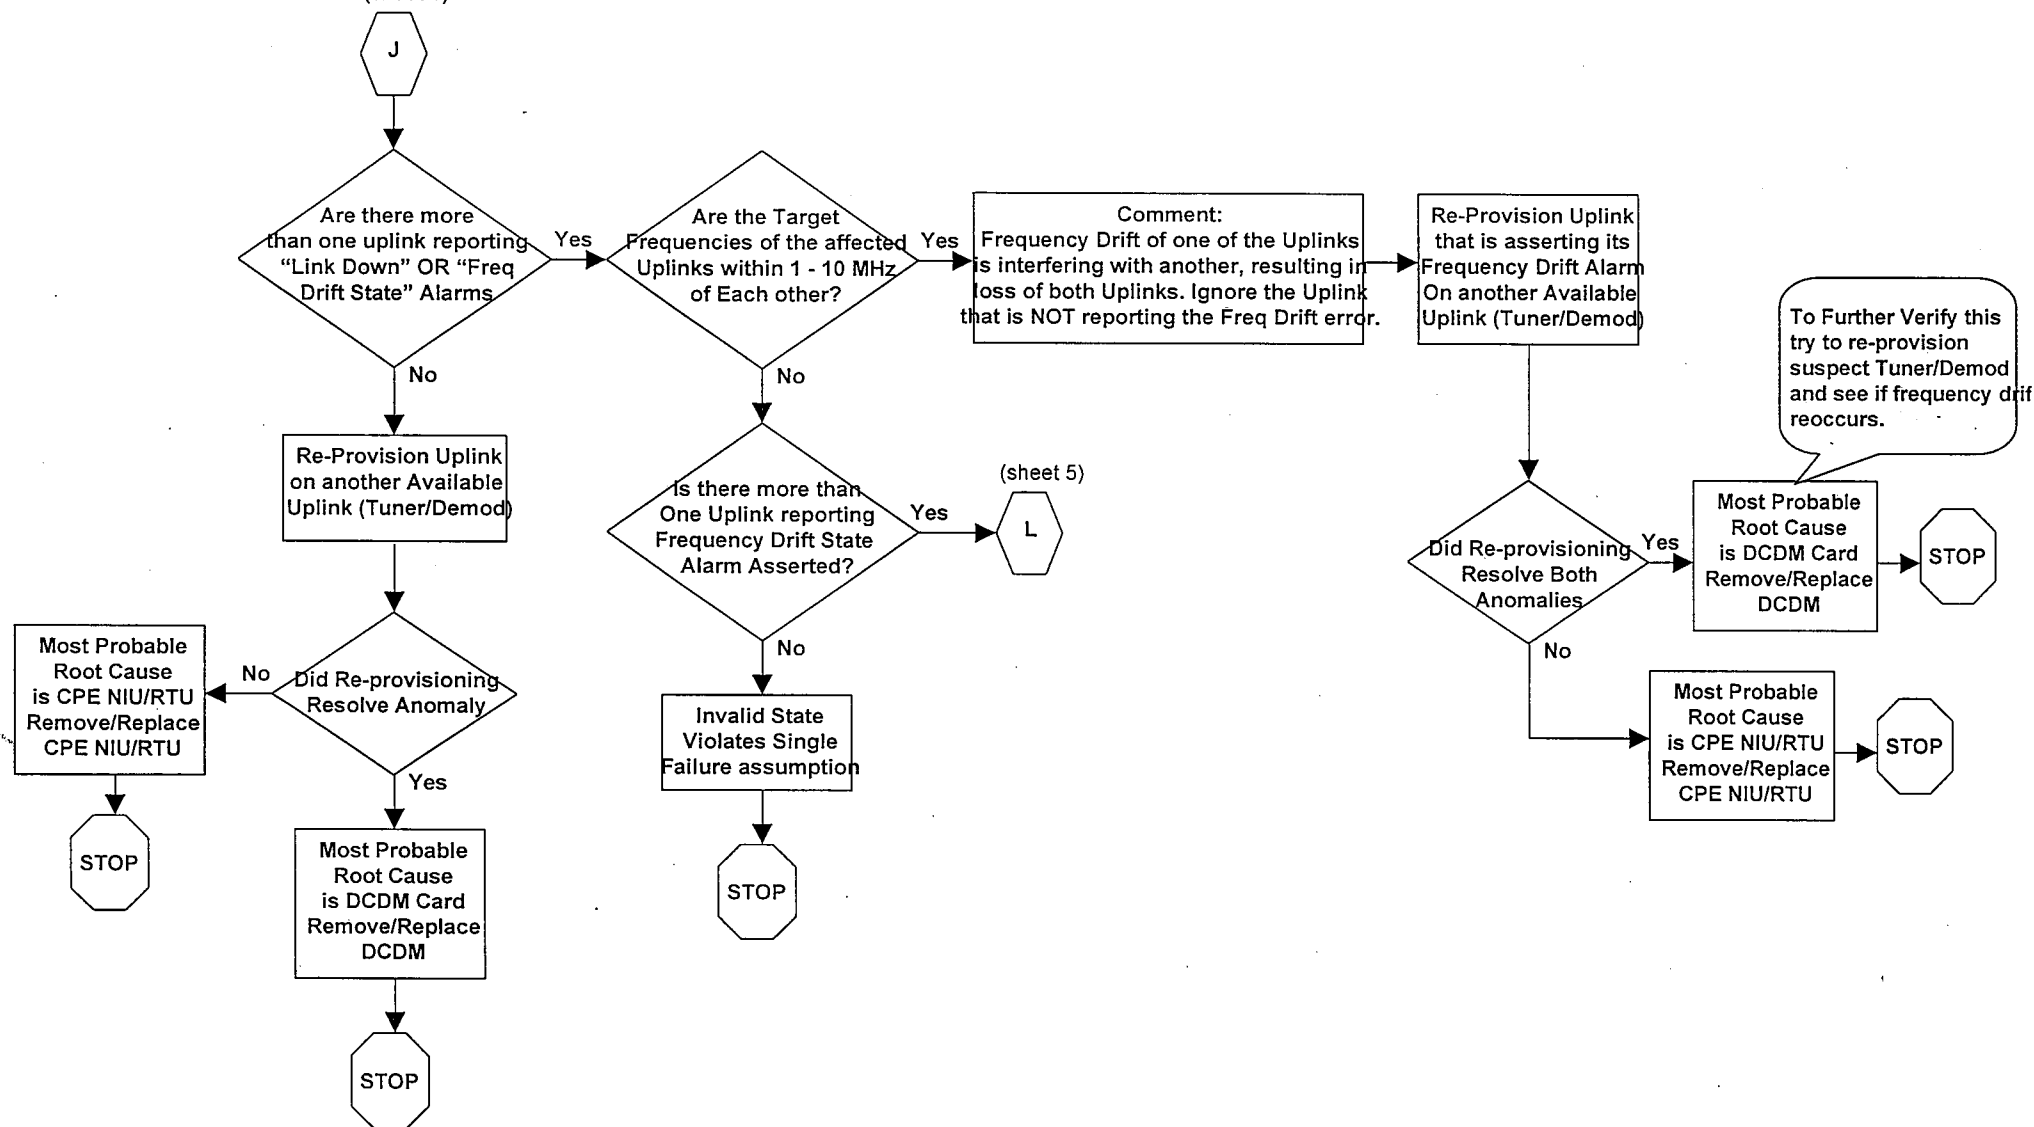 J
Are there more
than one uplink reporting
“Link Down” OR “Freq
Drift State” Alarms
Yes
No
Are the Target
Frequencies of the affected
Uplinks within 1 - 10 MHz
of Each other?
Yes
No
Comment:
Frequency Drift of one of the Uplinks
is interfering with another, resulting in
loss of both Uplinks. Ignore the Uplink
that is NOT reporting the Freq Drift error.
Re-Provision Uplink
that is asserting its
Frequency Drift Alarm
On another Available
Uplink (Tuner/Demod)
To Further Verify this
try to re-provision
suspect Tuner/Demod
and see if frequency drif
reoccurs.
Re-Provision Uplink
on another Available
Uplink (Tuner/Demod)
Is there more than
One Uplink reporting
Frequency Drift State
Alarm Asserted?
Yes
No
(sheet 5)
L
Did Re-provisioning
Resolve Both
Anomalies
Yes
No
Most Probable
Root Cause
is DCDM Card
Remove/Replace
DCDM
STOP
Most Probable
Root Cause
is CPE NIU/RTU
Remove/Replace
CPE NIU/RTU
STOP
Did Re-provisioning
Resolve Anomaly
No
Yes
Most Probable
Root Cause
is CPE NIU/RTU
Remove/Replace
CPE NIU/RTU
STOP
Most Probable
Root Cause
is DCDM Card
Remove/Replace
DCDM
STOP
Invalid State
Violates Single
Failure assumption
STOP